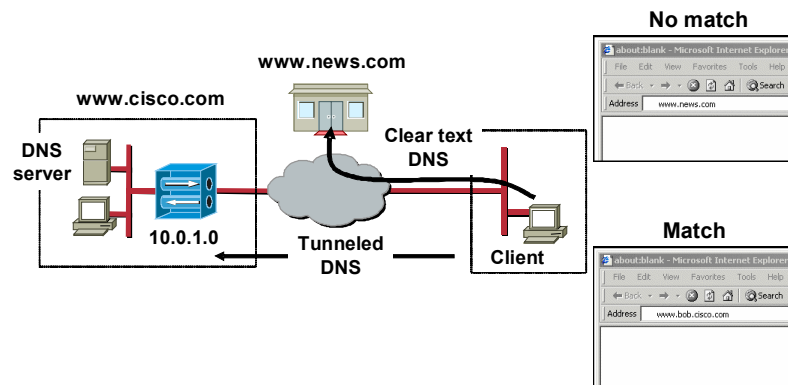 No match
about:blank - Microsoft Internet Explorer
File Edit View Favorites Tools Help
Back Search
Address www.news.com
www.news.com
www.cisco.com
DNS
server
Clear text
DNS
10.0.1.0
Tunneled
DNS
Client
Match
about:blank - Microsoft Internet Explorer
File Edit View Favorites Tools Help
Back Search
Address www.bob.cisco.com